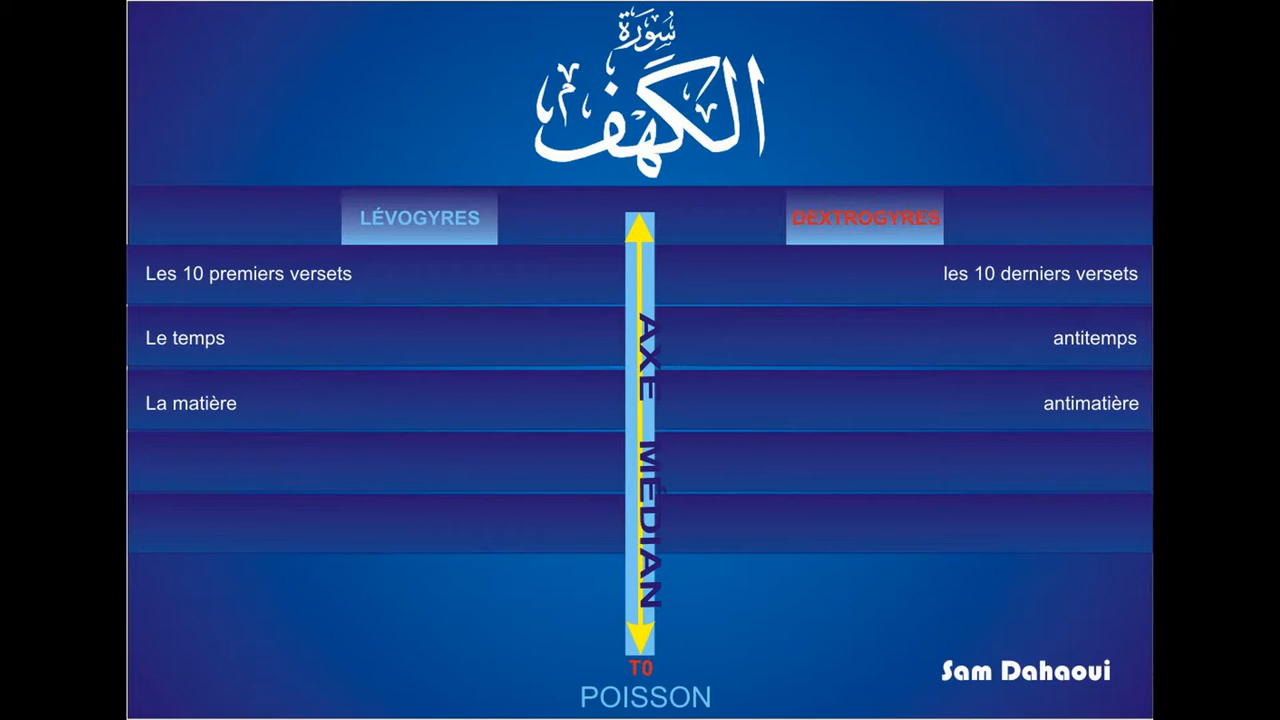 سُورَة
الكهف
LÉVOGYRES DEXTROGYRES
Les 10 premiers versets les 10 derniers versets
Le temps antitemps
La matière antimatière
AXE MÉDIAN
T0
POISSON
Sam Dahaoui